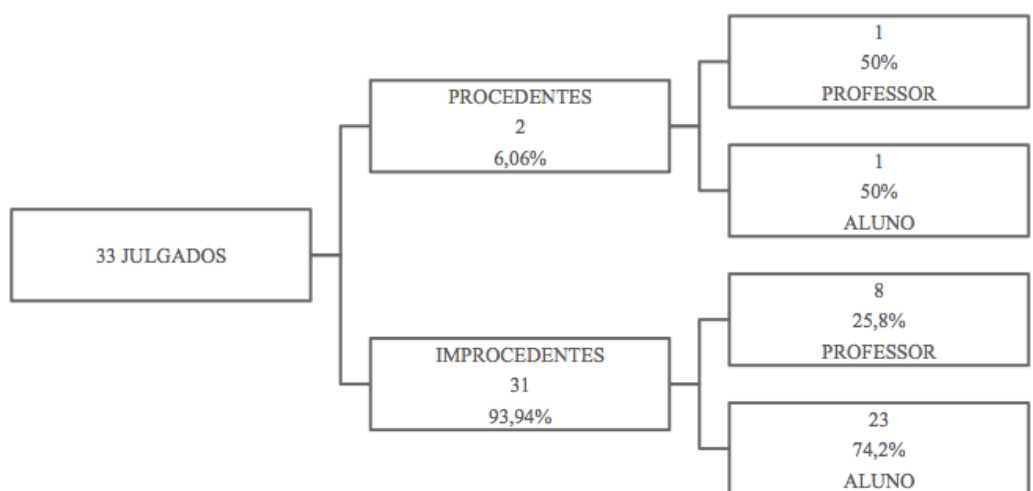 33 JULGADOS
PROCEDENTES
2
6,06%
1
50%
PROFESSOR
1
50%
ALUNO
IMPROCEDENTES
31
93,94%
8
25,8%
PROFESSOR
23
74,2%
ALUNO